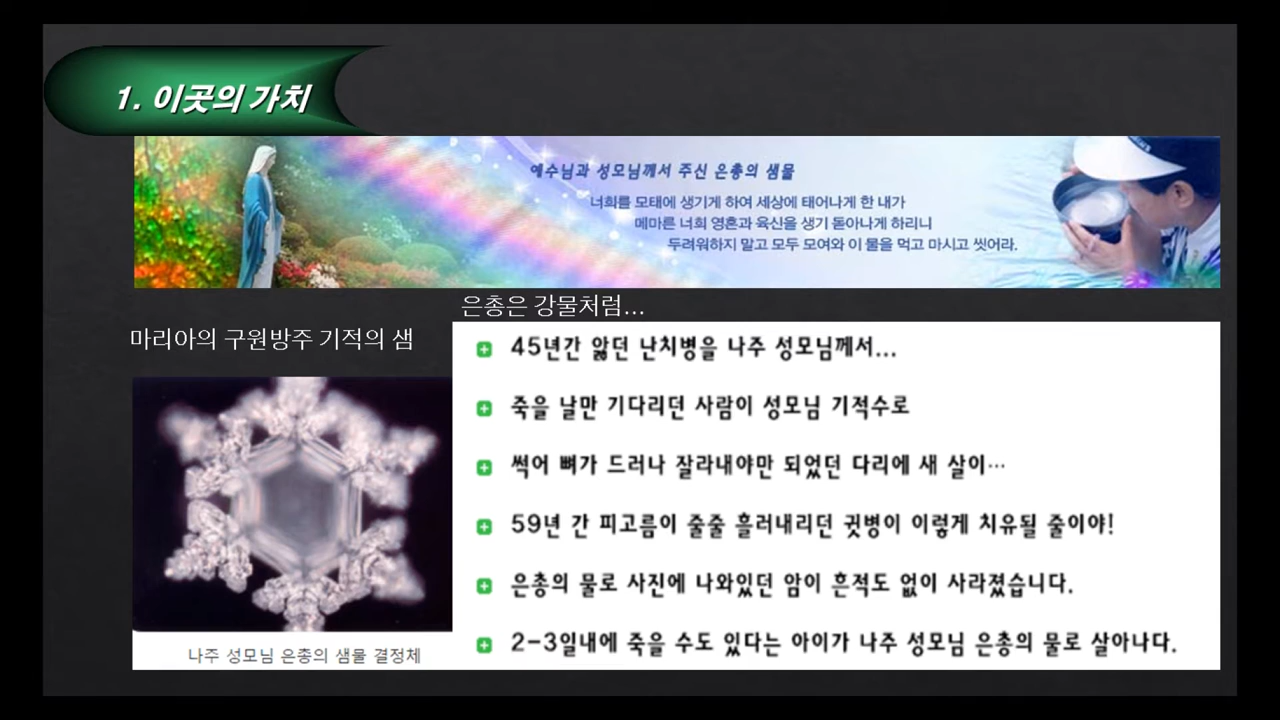 1. 이곳의 가치
예수님과 성모님께서 주신 은총의 샘물
너희를 모태에 생기게 하여 세상에 태어나게 한 내가
메마른 너희 영혼과 육신을 생기 돋아나게 하리니
두려워하지 말고 모두 모여와 이 물을 먹고 마시고 씻어라.
은총은 강물처럼...
마리아의 구원방주 기적의 샘
45년간 앓던 난치병을 나주 성모님께서...
죽을 날만 기다리던 사람이 성모님 기적수로
썩어 뼈가 드러나 잘라내야만 되었던 다리에 새 살이…
59년 간 피고름이 줄줄 흘러내리던 귓병이 이렇게 치유될 줄이야!
은총의 물로 사진에 나와있던 암이 흔적도 없이 사라졌습니다.
2-3일내에 죽을 수도 있다는 아이가 나주 성모님 은총의 물로 살아나다.
나주 성모님 은총의 샘물 결정체